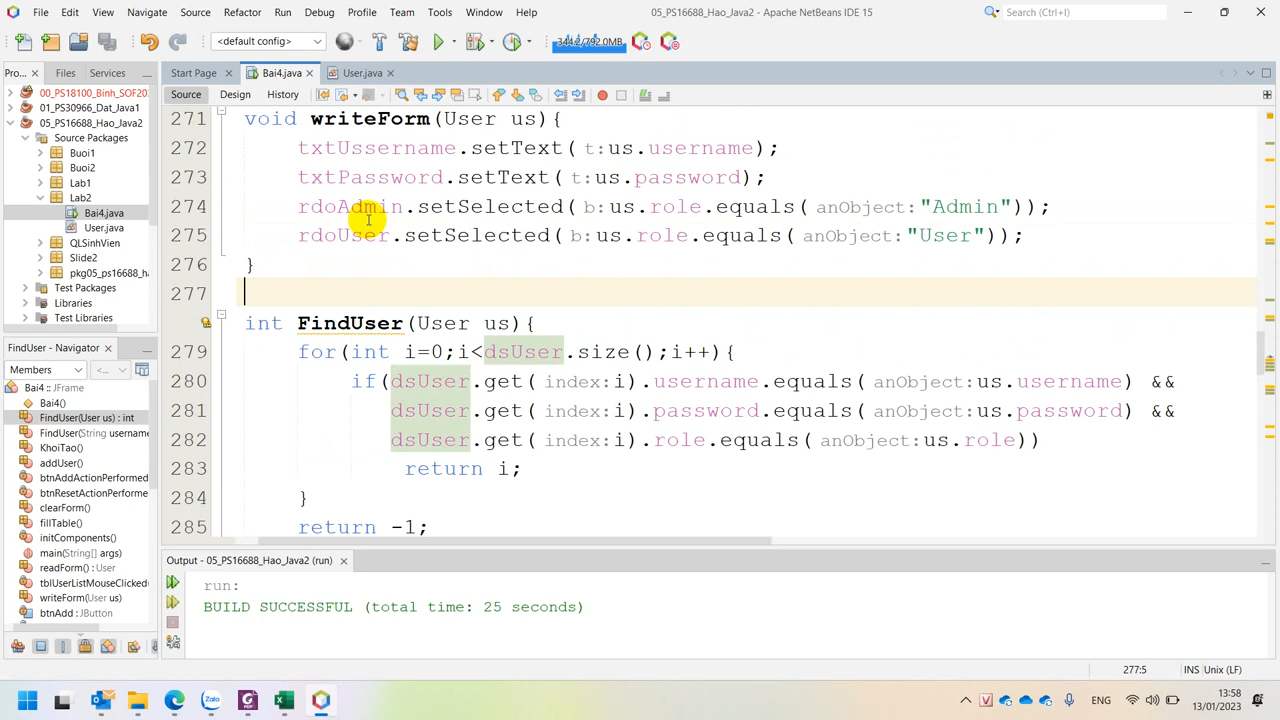 File Edit View Navigate Source Refactor Run Debug Profile Team Tools Window Help
05_PS16688_Hao_Java2 - Apache NetBeans IDE 15
Search (Ctrl+I)
<default config>
344.2/792.0MB
Pro... Files Services
Start Page Bai4.java User.java
Source Design History
00_PS18100_Binh_SOF20
01_PS30966_Dat_Java1
05_PS16688_Hao_Java2
Source Packages
Buoi1
Buoi2
Lab1
Lab2
Bai4.java
User.java
QLSinhVien
Slide2
pkg05_ps16688_ha
Test Packages
Libraries
Test Libraries
FindUser - Navigator
Members <...>
Bai4 :: JFrame
Bai4()
FindUser(User us) : int
FindUser(String username
KhoiTao()
addUser()
btnAddActionPerformed
btnResetActionPerformed
clearForm()
fillTable()
initComponents()
main(String[] args)
readForm() : User
tblUserListMouseClicked
writeForm(User us)
btnAdd : JButton
271 void writeForm(User us){
272 txtUssername.setText( t:us.username);
273 txtPassword.setText( t:us.password);
274 rdoAdmin.setSelected( b:us.role.equals( anObject:"Admin"));
275 rdoUser.setSelected( b:us.role.equals( anObject:"User"));
276 }
277
int FindUser(User us){
279 for(int i=0;i<dsUser.size();i++){
280 if(dsUser.get( index:i).username.equals( anObject:us.username) &&
281 dsUser.get( index:i).password.equals( anObject:us.password) &&
282 dsUser.get( index:i).role.equals( anObject:us.role))
283 return i;
284 }
285 return -1;
Output - 05_PS16688_Hao_Java2 (run)
run:
BUILD SUCCESSFUL (total time: 25 seconds)
277:5 INS Unix (LF)
Zalo
ENG
13:58
13/01/2023